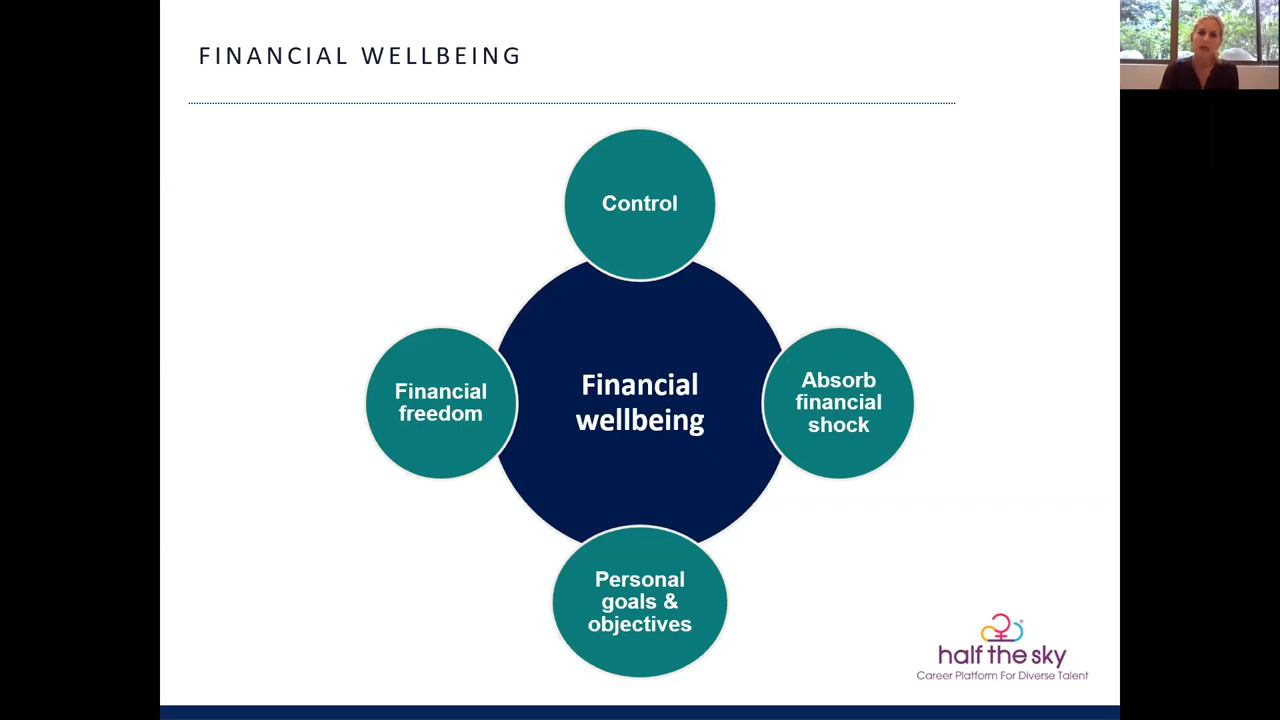 FINANCIAL WELLBEING
Control
Financial
freedom
Financial
wellbeing
Absorb
financial
shock
Personal
goals &
objectives
half the sky
Career Platform For Diverse Talent